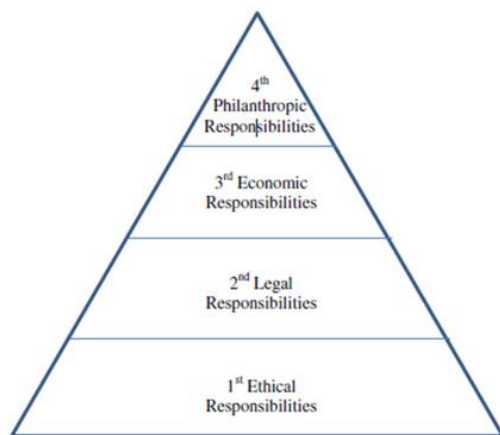 4th
Philanthropic
Responsibilities
3rd Economic
Responsibilities
2nd Legal
Responsibilities
1st Ethical
Responsibilities